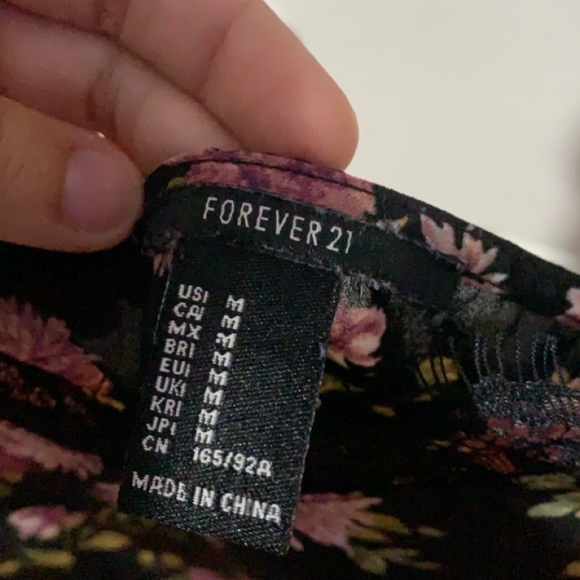 FOREVER 21
US| M
CA| M
MX M
BR| M
EU| M
UK| M
KR| M
JP| M
CN 165/92A
MADE IN CHINA